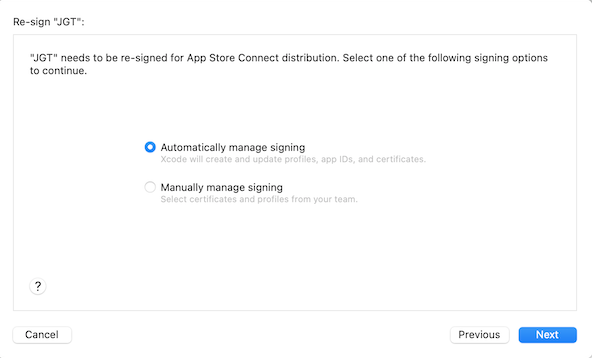 Re-sign "JGT":
"JGT" needs to be re-signed for App Store Connect distribution. Select one of the following signing options
to continue.
Automatically manage signing
Xcode will create and update profiles, app IDs, and certificates.
Manually manage signing
Select certificates and profiles from your team.
?
Cancel
Previous
Next